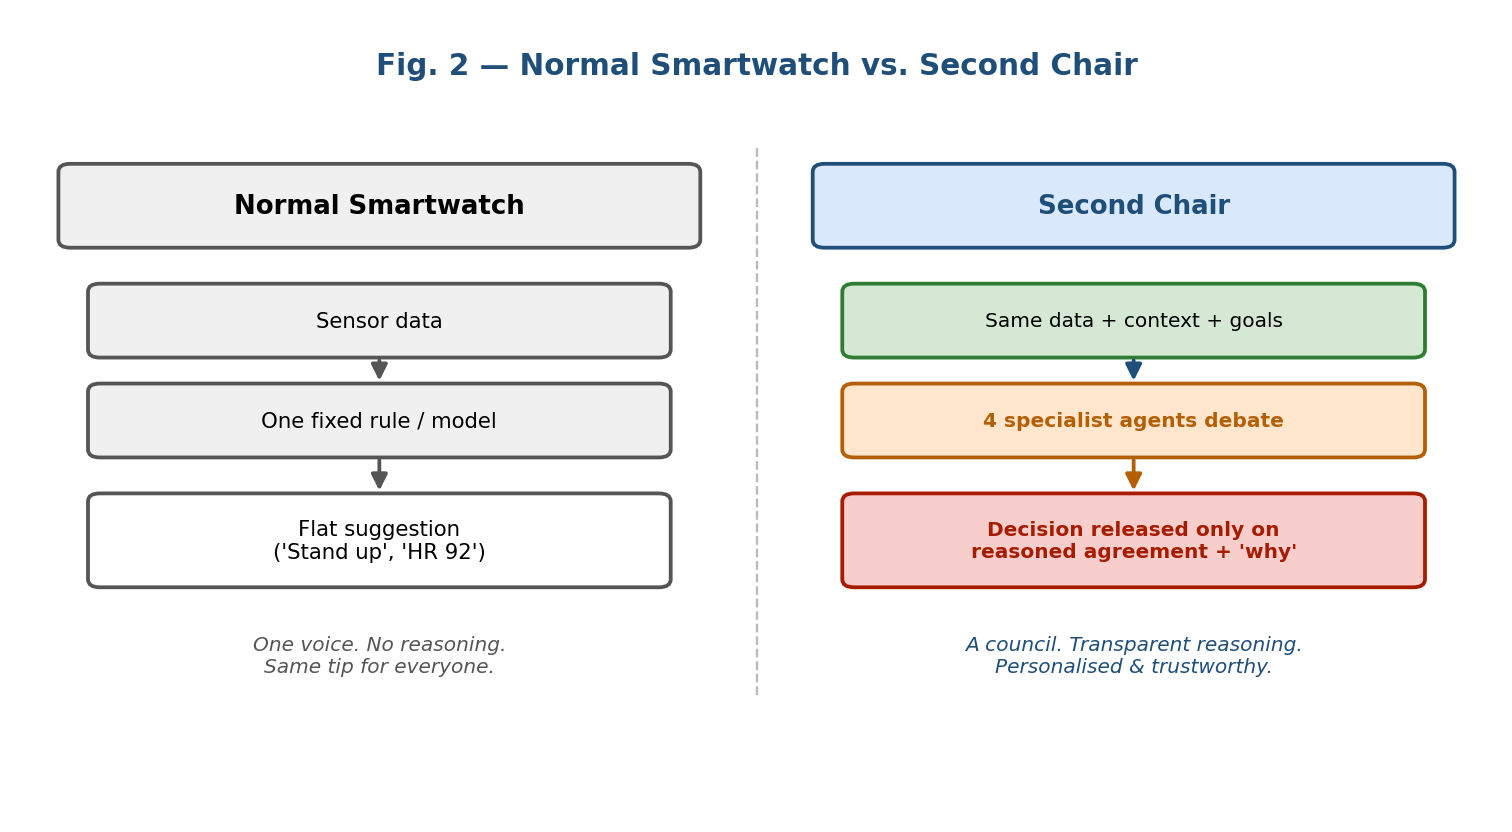 Fig. 2 — Normal Smartwatch vs. Second Chair
Normal Smartwatch
Sensor data
One fixed rule / model
Flat suggestion
('Stand up', 'HR 92')
One voice. No reasoning.
Same tip for everyone.
Second Chair
Same data + context + goals
4 specialist agents debate
Decision released only on
reasoned agreement + 'why'
A council. Transparent reasoning.
Personalised & trustworthy.